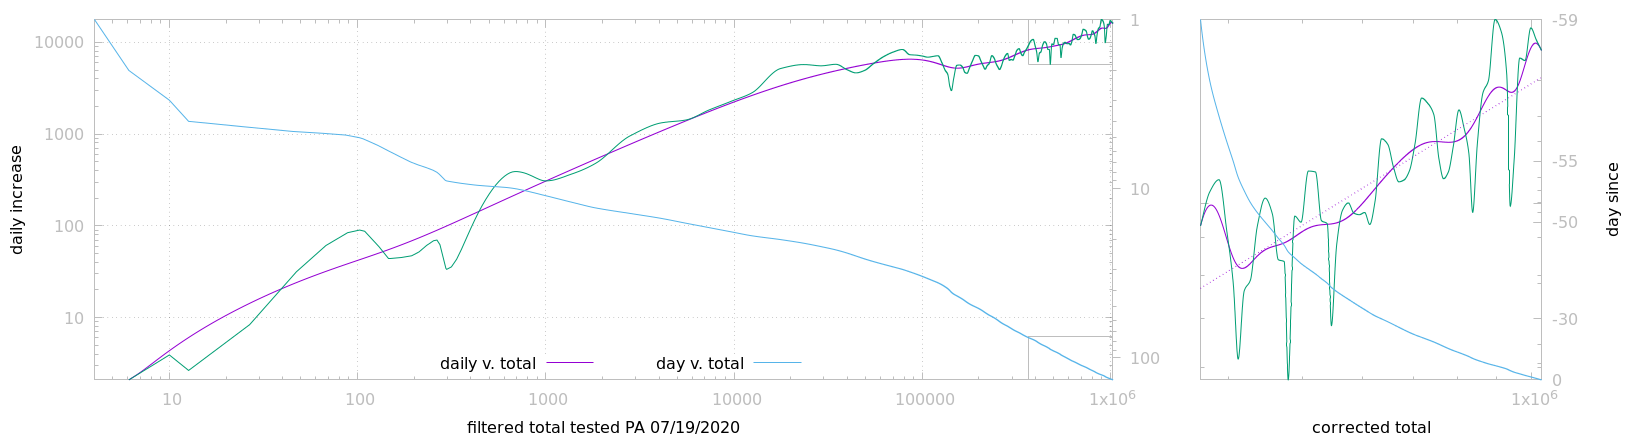 daily increase
10000
1000
100
10
1
10
100
daily v. total
day v. total
10
100
1000
10000
100000
1x10^6
filtered total tested PA 07/19/2020
-59
-55
-50
-30
0
day since
1x10^6
corrected total